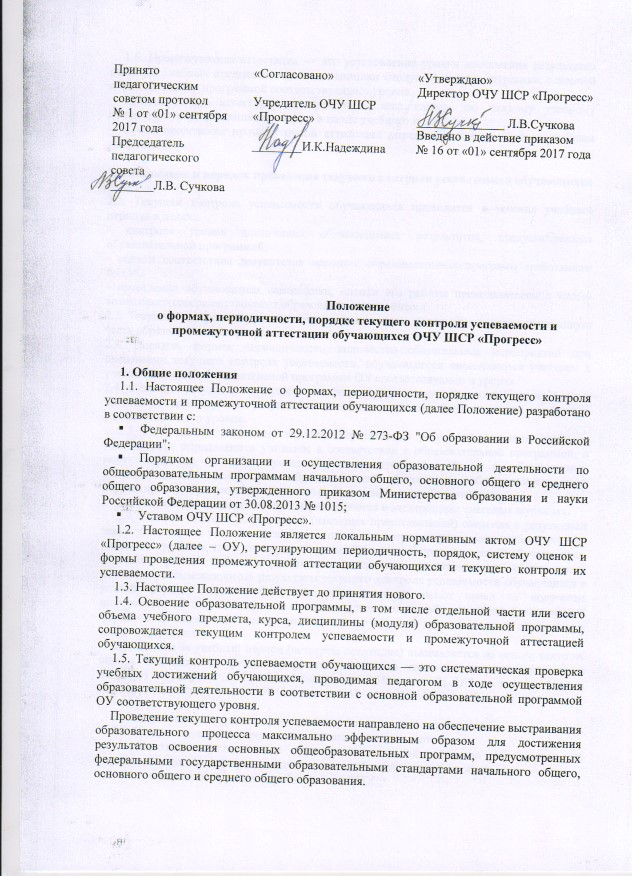 Принято
педагогическим
советом протокол
№ 1 от «01» сентября
2017 года
Председатель
педагогического
совета
Л.В. Сучкова
«Согласовано»
Учредитель ОЧУ ШСР
«Прогресс»
И.К.Надеждина
«Утверждаю»
Директор ОЧУ ШСР «Прогресс»
Л.В.Сучкова
Введено в действие приказом
№ 16 от «01» сентября 2017 года
Положение
о формах, периодичности, порядке текущего контроля успеваемости и
промежуточной аттестации обучающихся ОЧУ ШСР «Прогресс»
1. Общие положения
1.1. Настоящее Положение о формах, периодичности, порядке текущего контроля
успеваемости и промежуточной аттестации обучающихся (далее Положение) разработано
в соответствии с:
▪ Федеральным законом от 29.12.2012 № 273-ФЗ "Об образовании в Российской
Федерации";
▪ Порядком организации и осуществления образовательной деятельности по
общеобразовательным программам начального общего, основного общего и среднего
общего образования, утвержденного приказом Министерства образования и науки
Российской Федерации от 30.08.2013 № 1015;
▪ Уставом ОЧУ ШСР «Прогресс».
1.2. Настоящее Положение является локальным нормативным актом ОЧУ ШСР
«Прогресс» (далее – ОУ), регулирующим периодичность, порядок, систему оценок и
формы проведения промежуточной аттестации обучающихся и текущего контроля их
успеваемости.
1.3. Настоящее Положение действует до принятия нового.
1.4. Освоение образовательной программы, в том числе отдельной части или всего
объема учебного предмета, курса, дисциплины (модуля) образовательной программы,
сопровождается текущим контролем успеваемости и промежуточной аттестацией
обучающихся.
1.5. Текущий контроль успеваемости обучающихся — это систематическая проверка
учебных достижений обучающихся, проводимая педагогом в ходе осуществления
образовательной деятельности в соответствии с основной образовательной программой
ОУ соответствующего уровня.
Проведение текущего контроля успеваемости направлено на обеспечение выстраивания
образовательного процесса максимально эффективным образом для достижения
результатов освоения основных общеобразовательных программ, предусмотренных
федеральными государственными образовательными стандартами начального общего,
основного общего и среднего общего образования.